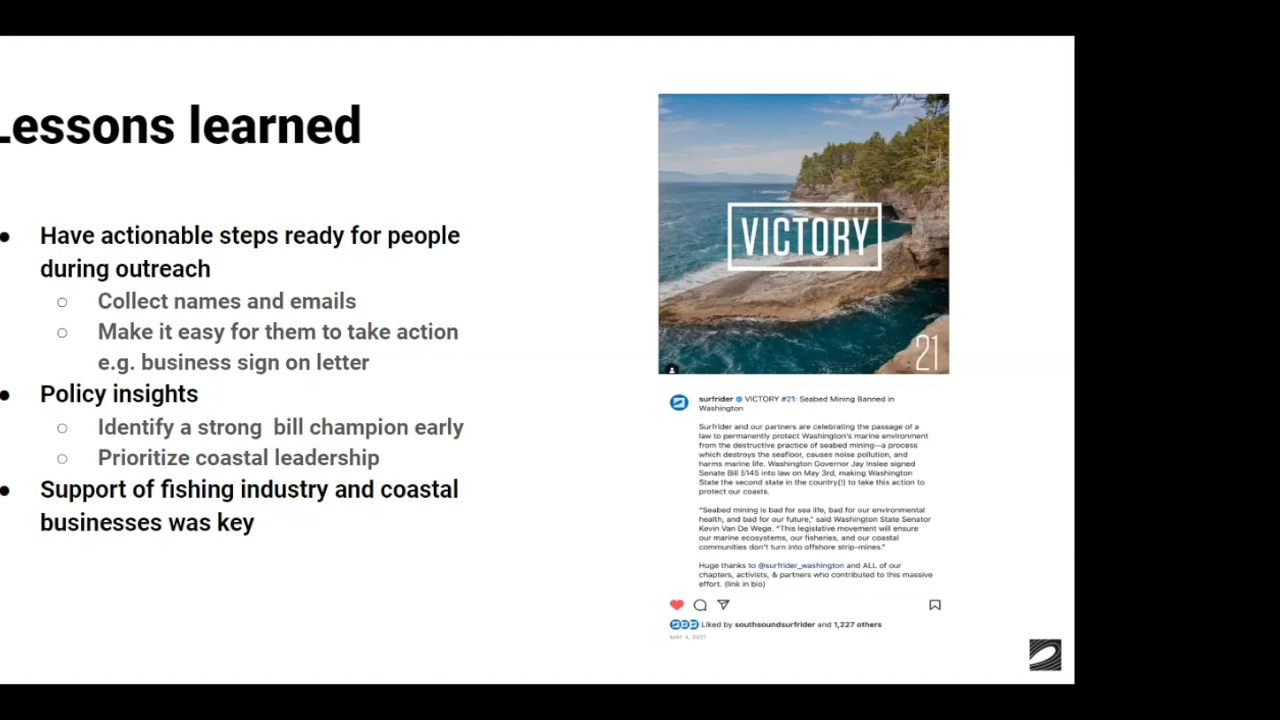 Lessons learned
● Have actionable steps ready for people
during outreach
○ Collect names and emails
○ Make it easy for them to take action
e.g. business sign on letter
● Policy insights
○ Identify a strong  bill champion early
○ Prioritize coastal leadership
● Support of fishing industry and coastal
businesses was key
VICTORY
21
surfrider VICTORY #21: Seabed Mining Banned in
Washington
Surfrider and our partners are celebrating the passage of a
law to permanently protect Washington's marine environment
from the destructive practice of seabed mining—a process
which destroys the seafloor, causes noise pollution, and
harms marine life. Washington Governor Jay Inslee signed
Senate Bill 5145 into law on May 3rd, making Washington
State the second state in the country(!) to take this action to
protect our coasts.
"Seabed mining is bad for sea life, bad for our environmental
health, and bad for our future," said Washington State Senator
Kevin Van De Wege. "This legislative movement will ensure
our marine ecosystems, our fisheries, and our coastal
communities don't turn into offshore strip-mines."
Huge thanks to @surfrider_washington and ALL of our
chapters, activists, & partners who contributed to this massive
effort. (link in bio)
Liked by southsoundsurfrider and 1,227 others
MAY 4, 2021